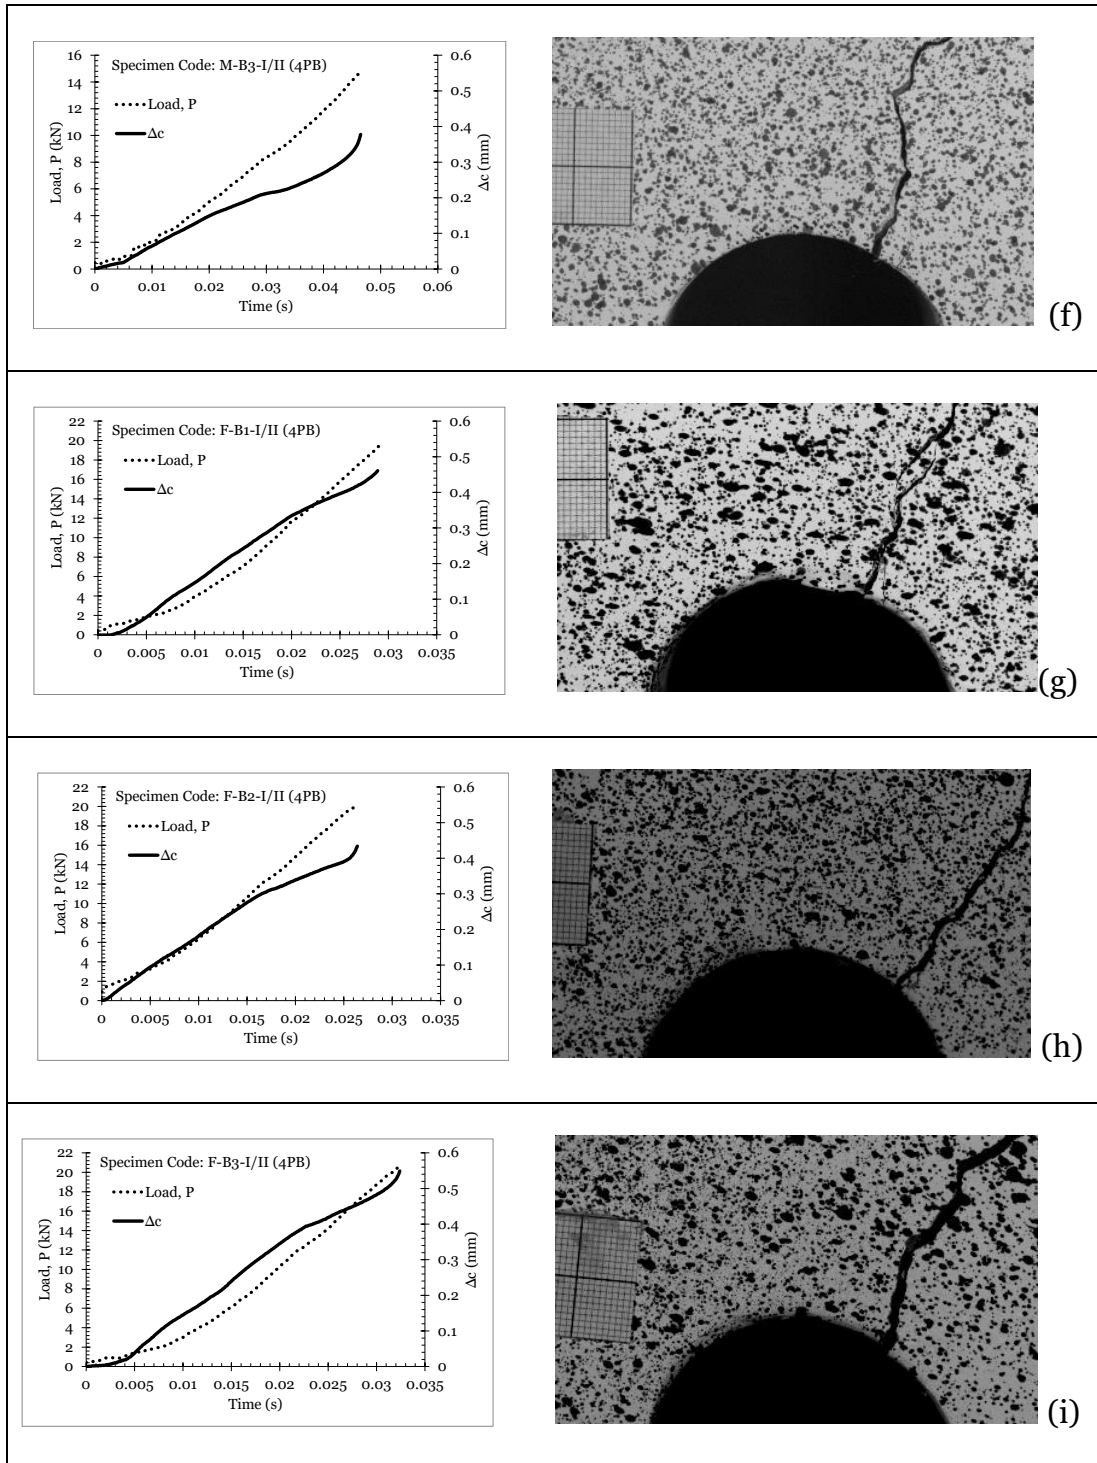 Specimen Code: M-B3-I/II (4PB)
Load, P
Δc
Load, P (kN)
16
14
12
10
8
6
4
2
0
0.6
0.5
0.4
0.3
0.2
0.1
0
Δc (mm)
0 0.01 0.02 0.03 0.04 0.05 0.06
Time (s)
(f)
Specimen Code: F-B1-I/II (4PB)
Load, P
Δc
Load, P (kN)
22
20
18
16
14
12
10
8
6
4
2
0
0.6
0.5
0.4
0.3
0.2
0.1
0
Δc (mm)
0 0.005 0.01 0.015 0.02 0.025 0.03 0.035
Time (s)
(g)
Specimen Code: F-B2-I/II (4PB)
Load, P
Δc
Load, P (kN)
22
20
18
16
14
12
10
8
6
4
2
0
0.6
0.5
0.4
0.3
0.2
0.1
0
Δc (mm)
0 0.005 0.01 0.015 0.02 0.025 0.03 0.035
Time (s)
(h)
Specimen Code: F-B3-I/II (4PB)
Load, P
Δc
Load, P (kN)
22
20
18
16
14
12
10
8
6
4
2
0
0.6
0.5
0.4
0.3
0.2
0.1
0
Δc (mm)
0 0.005 0.01 0.015 0.02 0.025 0.03 0.035
Time (s)
(i)